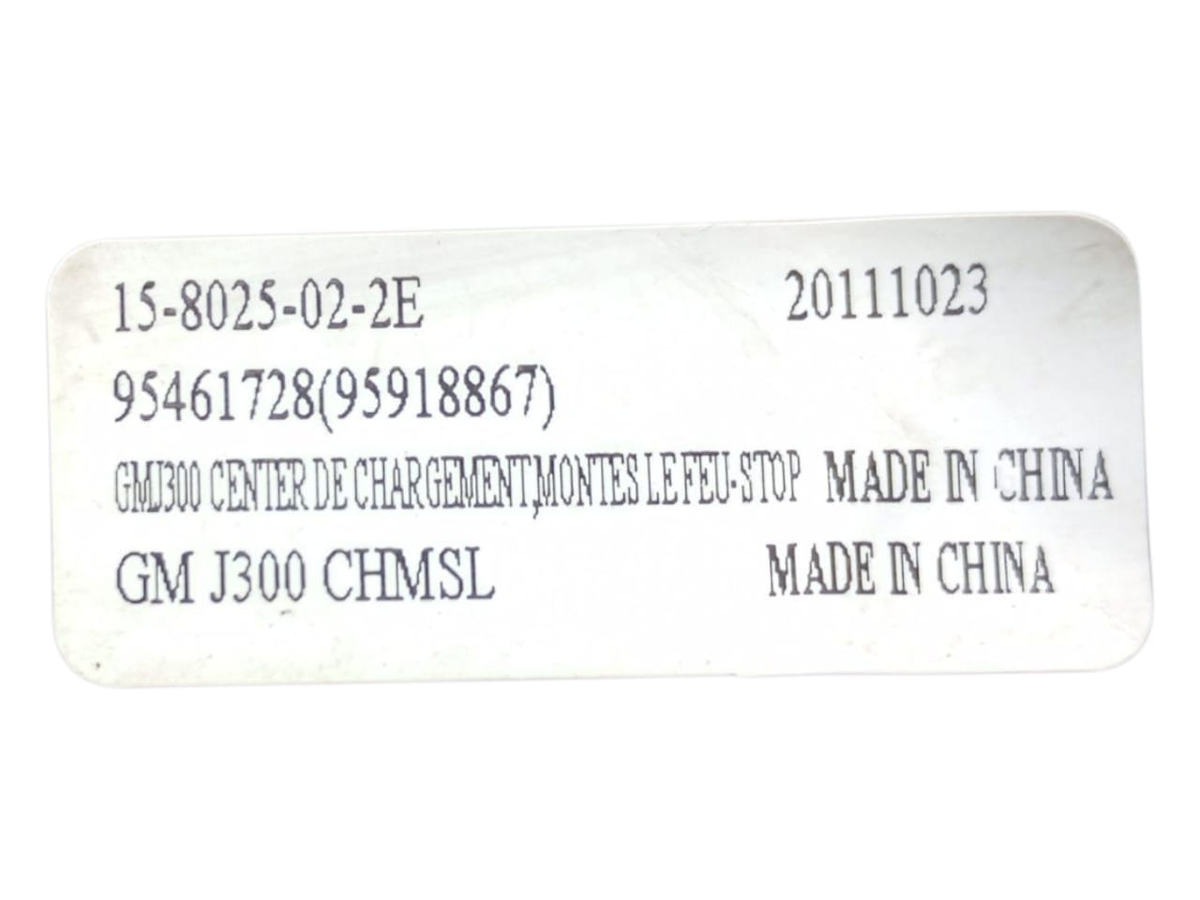 15-8025-02-2E 20111023
95461728(95918867)
GMJ300 CENTER DE CHARGEMENT,MONTES LE FEU-STOP MADE IN CHINA
GM J300 CHMSL MADE IN CHINA